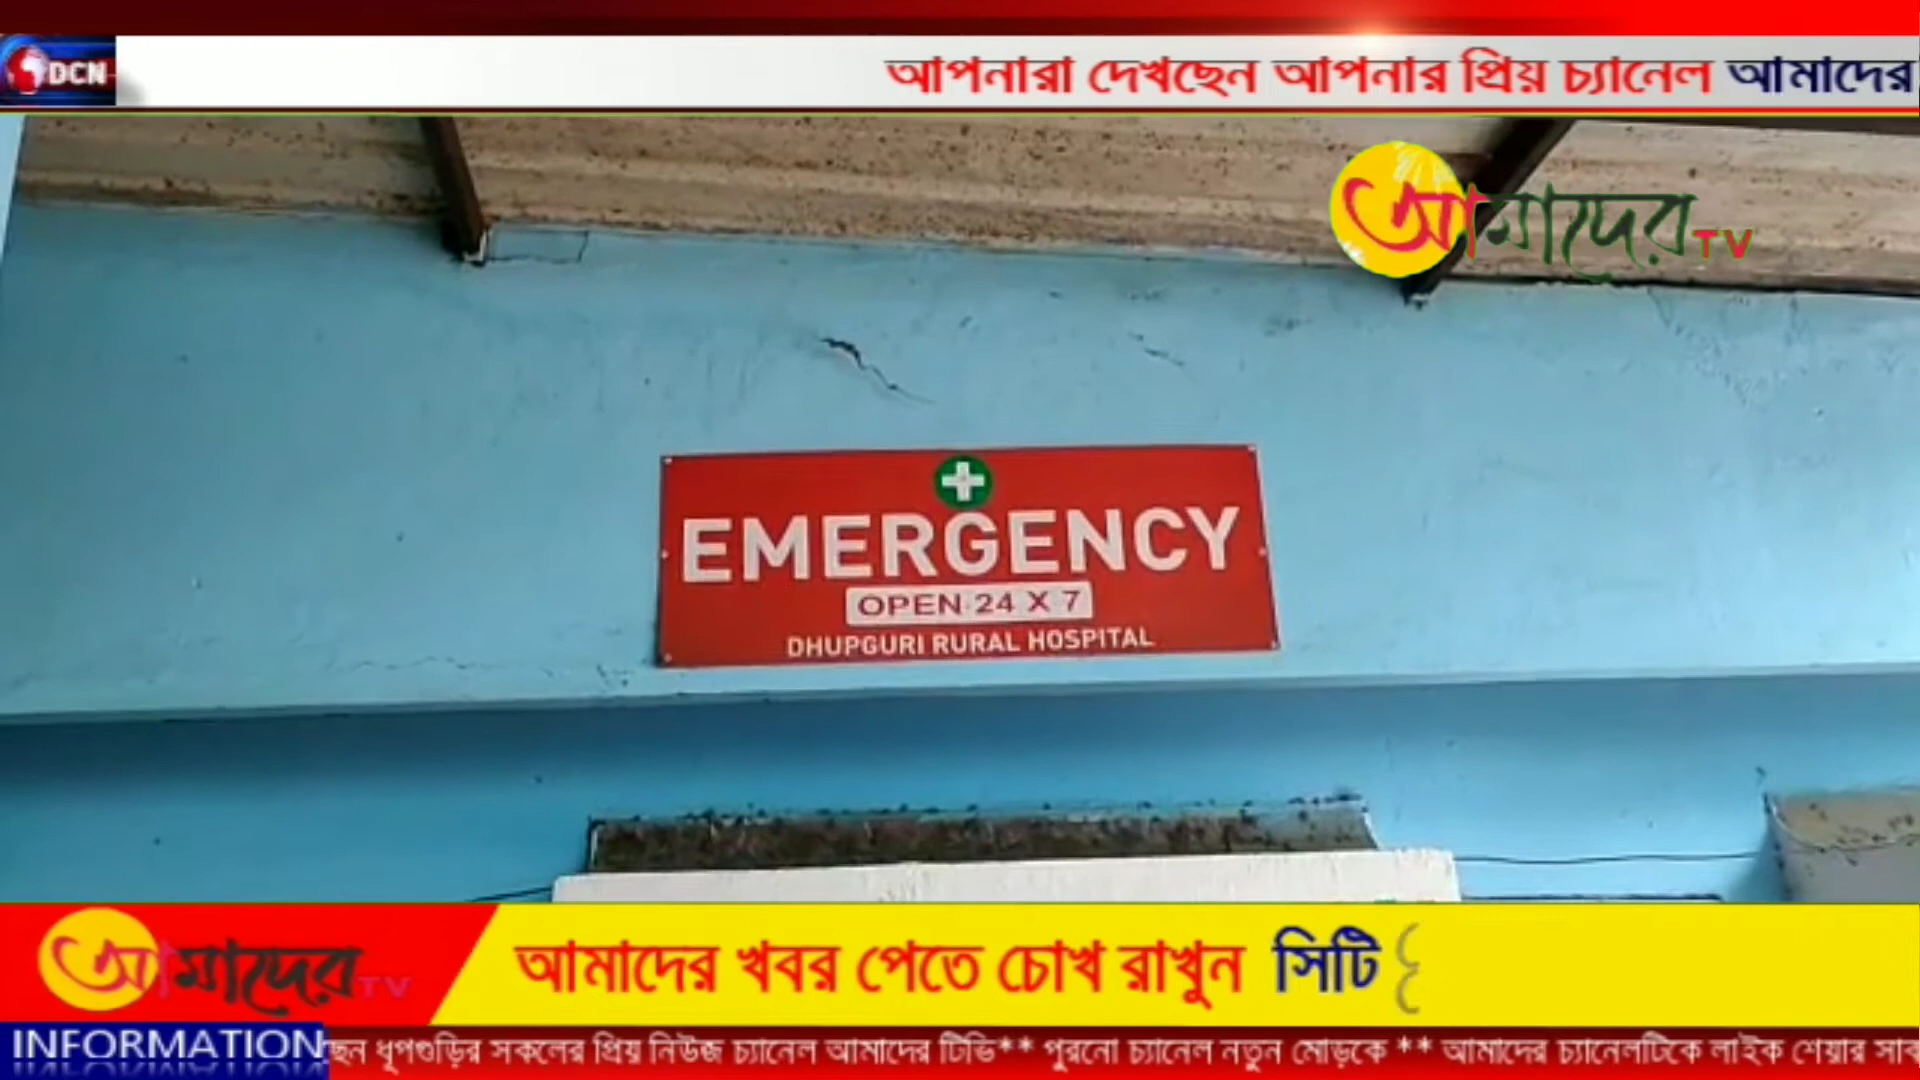 DCN
আপনারা দেখছেন আপনার প্রিয় চ্যানেল আমাদের
আমাদের TV
EMERGENCY
OPEN 24 X 7
DHUPGURI RURAL HOSPITAL
আমাদের TV
আমাদের খবর পেতে চোখ রাখুন সিটি
INFORMATION
ধূপগুড়ির সকলের প্রিয় নিউজ চ্যানেল আমাদের টিভি** পুরনো চ্যানেল নতুন মোড়কে ** আমাদের চ্যানেলটিকে লাইক শেয়ার